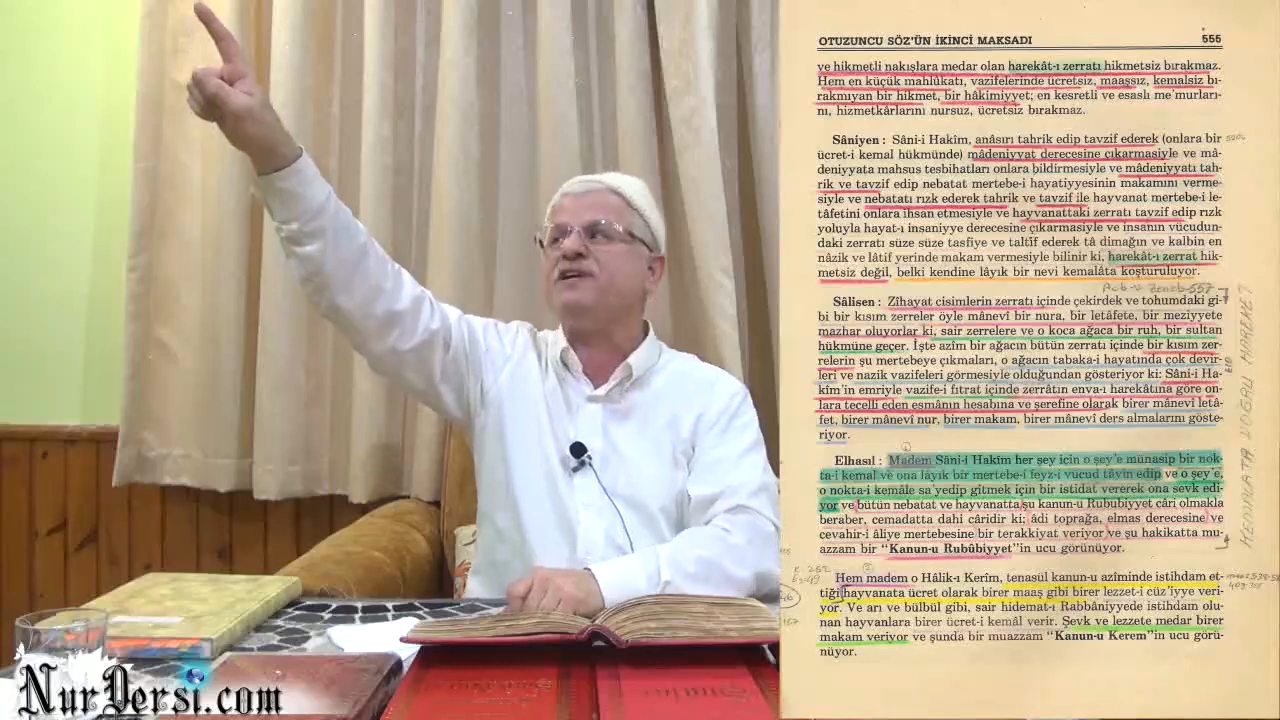 OTUZUNCU SÖZ'ÜN İKİNCİ MAKSADI 555
ve hikmetli nakışlara medar olan harekât-ı zerratı hikmetsiz bırakmaz.
Hem en küçük mahlûkatı, vazifelerinde ücretsiz, maaşsız, kemalsiz bı-
rakmıyan bir hikmet, bir hâkimiyyet; en kesretli ve esaslı me'murları-
nı, hizmetkârlarını nursuz, ücretsiz bırakmaz.
Sâniyen : Sâni-i Hakîm, anâsırı tahrik edip tavzif ederek (onlara bir
ücret-i kemal hükmünde) mâdeniyyat derecesine çıkarmasiyle ve mâ-
deniyyata mahsus tesbihatları onlara bildirmesiyle ve mâdeniyyatı tah-
rik ve tavzif edip nebatat mertebe-i hayatiyyesinin makamını verme-
siyle ve nebatatı rızk ederek tahrik ve tavzif ile hayvanat mertebe-i le-
tâfetini onlara ihsan etmesiyle ve hayvanattaki zerratı tavzif edip rızk
yoluyla hayat-ı insaniyye derecesine çıkarmasiyle ve insanın vücudun-
daki zerratı süze süze tasfiye ve taltîf ederek tâ dimağın ve kalbin en
nâzik ve lâtif yerinde makam vermesiyle bilinir ki, harekât-ı zerrat hik-
metsiz değil, belki kendine lâyık bir nevi kemalâta koşturuluyor.
Acb-üz Zeneb-557
Sâlisen : Zîhayat cisimlerin zerratı içinde çekirdek ve tohumdaki gi-
bi bir kısım zerreler öyle mânevî bir nura, bir letâfete, bir meziyyete
mazhar oluyorlar ki, sair zerrelere ve o koca ağaca bir ruh, bir sultan
hükmüne geçer. İşte azîm bir ağacın bütün zerratı içinde bir kısım zer-
relerin şu mertebeye çıkmaları, o ağacın tabaka-i hayatında çok devir-
leri ve nazik vazifeleri görmesiyle olduğundan gösteriyor ki: Sâni-i Ha-
kîm'in emriyle vazife-i fıtrat içinde zerrâtın enva-ı harekâtına göre on-
lara tecelli eden esmânın hesabına ve şerefine olarak birer mânevî letâ-
fet, birer mânevî nur, birer makam, birer mânevî ders almalarını göste-
riyor.
Elhasıl : Madem Sâni-i Hakîm her şey için o şey'e münasip bir nok-
ta-i kemal ve ona lâyık bir mertebe-i feyz-i vücud tâyin edip ve o şey'e,
o nokta-i kemâle sa'yedip gitmek için bir istidat vererek ona sevk edi-
yor ve bütün nebatat ve hayvanatta şu kanun-u Rububiyyet câri olmakla
beraber, cemadatta dahi câridir ki; âdi toprağa, elmas derecesine ve
cevahir-i âliye mertebesine bir terakkiyat veriyor ve şu hakikatta mu-
azzam bir "Kanun-u Rubûbiyyet"in ucu görünüyor.
Hem madem o Hâlik-ı Kerîm, tenasül kanun-u azîminde istihdam et-
tiği hayvanata ücret olarak birer maaş gibi birer lezzet-i cüz'iyye veri-
yor. Ve arı ve bülbül gibi, sair hidemat-ı Rabbâniyyede istihdam olu-
nan hayvanlara birer ücret-i kemâl verir. Şevk ve lezzete medar birer
makam veriyor ve şunda bir muazzam "Kanun-u Kerem"in ucu görü-
nüyor.
NurDersi.com